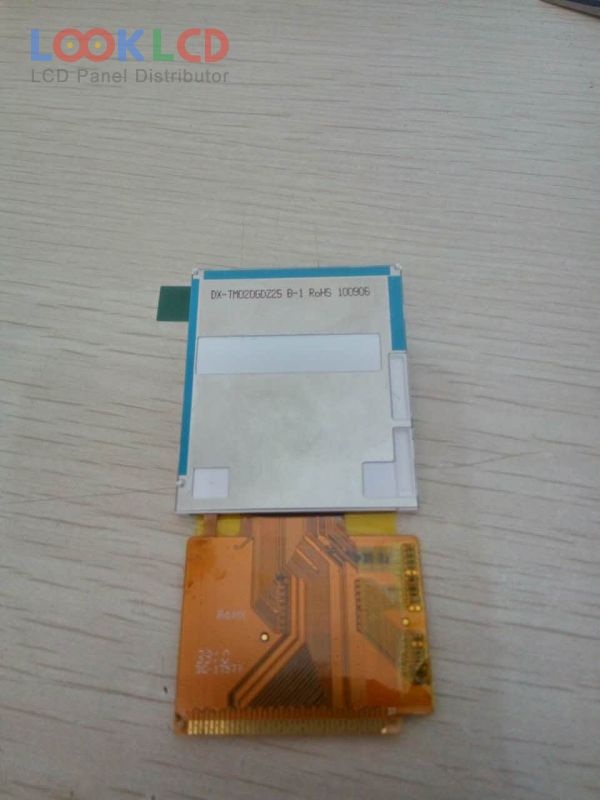 LOOKLCD
LCD Panel Distributor
DX-TM020GDZ25 B-1 RoHS 100906